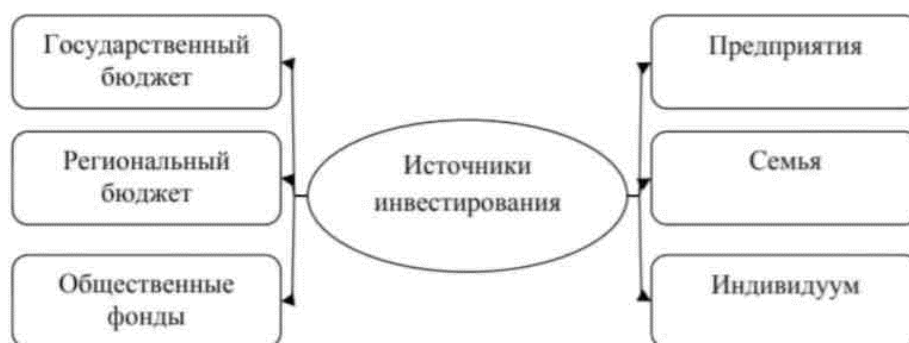 Государственный
бюджет
Региональный
бюджет
Общественные
фонды
Источники
инвестирования
Предприятия
Семья
Индивидуум